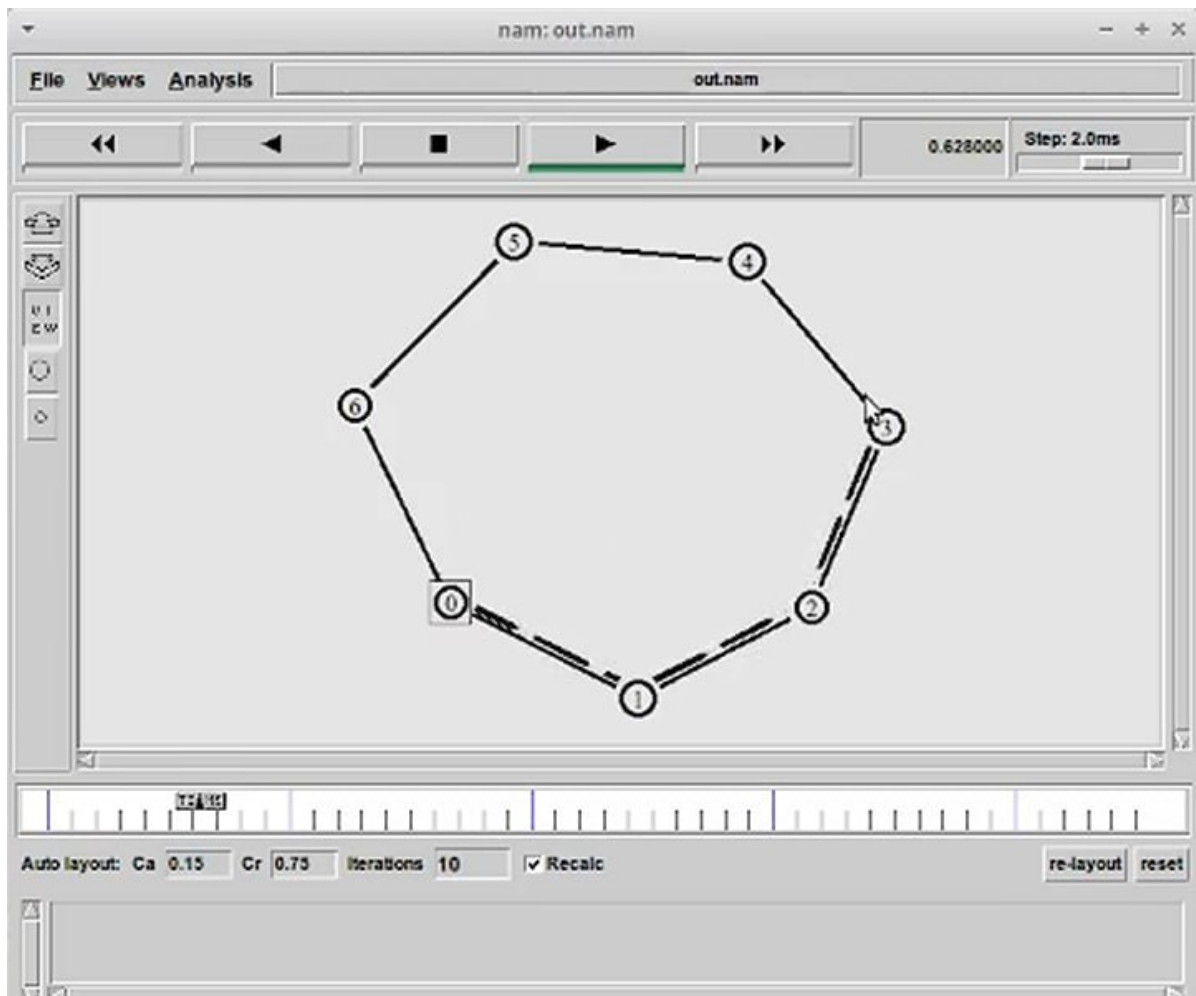 nam: out.nam
File Views Analysis out.nam
0.628000 Step: 2.0ms
5
4
6
3
0
2
1
Auto layout: Ca 0.15 Cr 0.75 Iterations 10 Recalc re-layout reset